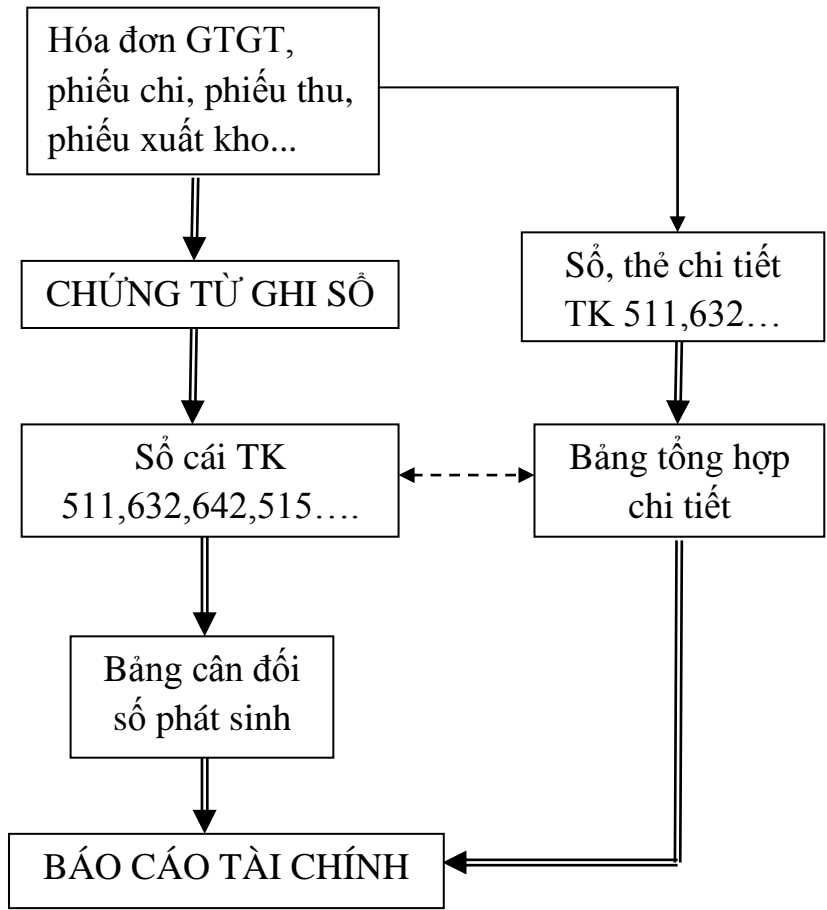 Hóa đơn GTGT,
phiếu chi, phiếu thu,
phiếu xuất kho...
CHỨNG TỪ GHI SỔ
Sổ, thẻ chi tiết
TK 511,632…
Sổ cái TK
511,632,642,515….
Bảng tổng hợp
chi tiết
Bảng cân đối
số phát sinh
BÁO CÁO TÀI CHÍNH